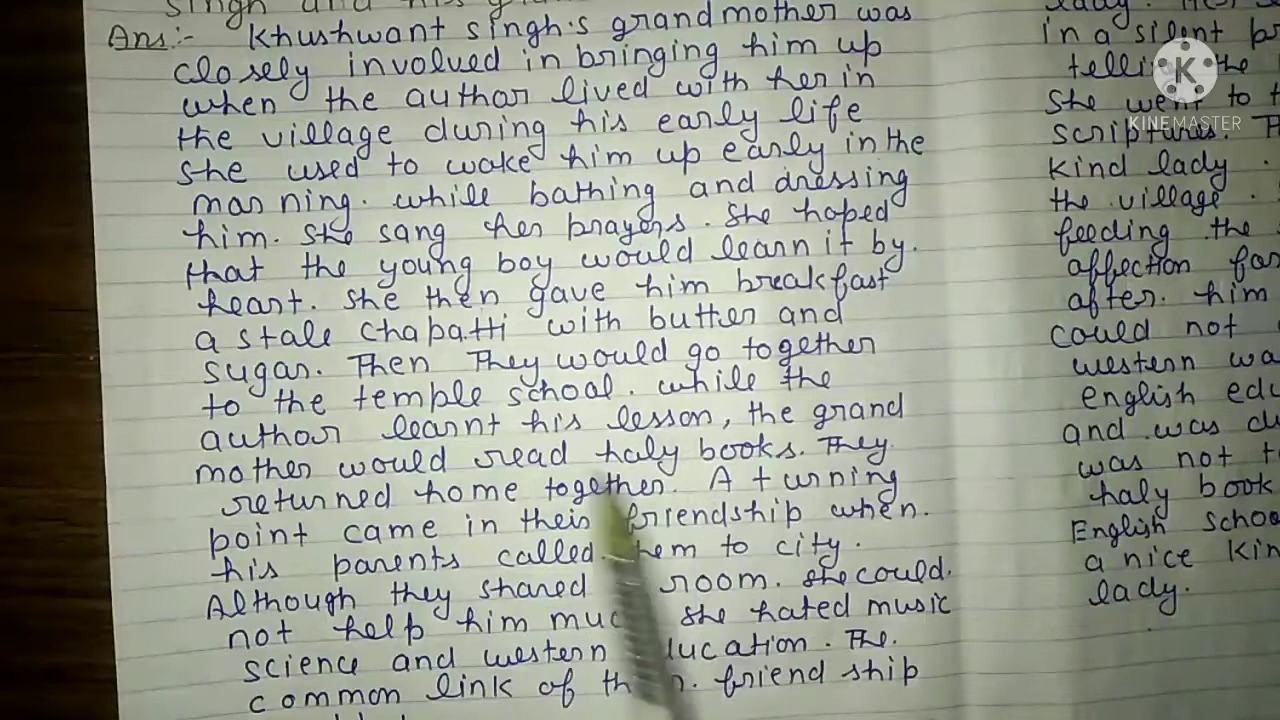 singh and his
Ans:- Khushwant singh's grandmother was
closely involved in bringing him up
when the author lived with her in
the village during his early life
she used to wake him up early in the
morning. while bathing and dressing
him. she sang her prayers. She hoped
that the young boy would learn it by.
heart. she then gave him breakfast
a stale chapatti with butter and
sugar. Then They would go together
to the temple school. while the
author learnt his lesson, the grand
mother would read holy books. They.
returned home together. A turning
point came in their friendship when.
his parents called. to city.
Although they shared room. she could.
not help him she hated music
science and western The.
common link of friend ship
in a silent
the
She went to
scriptures.
kind lady.
the village.
feeding the
affection for
after. him
could not
western
english
and was
was not
holy book
English
a nice
lady.
K
KINEMASTER